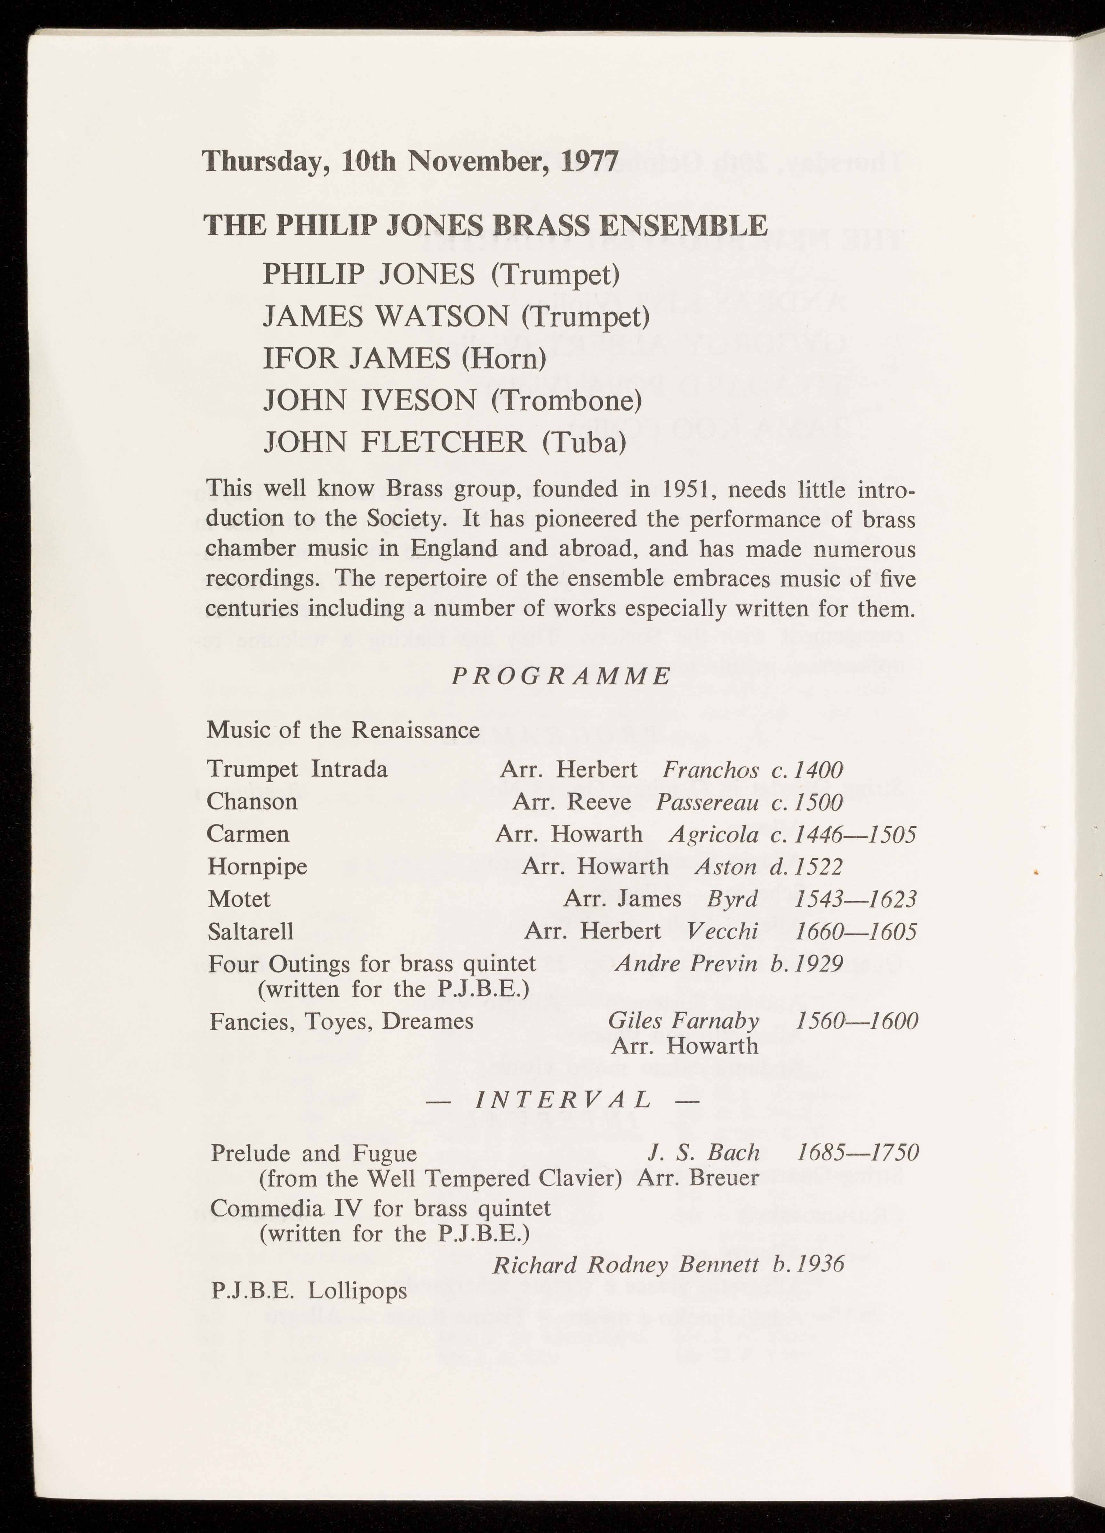 Thursday, 10th November, 1977
THE PHILIP JONES BRASS ENSEMBLE
PHILIP JONES (Trumpet)
JAMES WATSON (Trumpet)
IFOR JAMES (Horn)
JOHN IVESON (Trombone)
JOHN FLETCHER (Tuba)
This well know Brass group, founded in 1951, needs little intro-
duction to the Society. It has pioneered the performance of brass
chamber music in England and abroad, and has made numerous
recordings. The repertoire of the ensemble embraces music of five
centuries including a number of works especially written for them.
PROGRAMME
Music of the Renaissance
Trumpet Intrada Arr. Herbert Franchos c. 1400
Chanson Arr. Reeve Passereau c. 1500
Carmen Arr. Howarth Agricola c. 1446—1505
Hornpipe Arr. Howarth Aston d. 1522
Motet Arr. James Byrd 1543—1623
Saltarell Arr. Herbert Vecchi 1660—1605
Four Outings for brass quintet Andre Previn b. 1929
(written for the P.J.B.E.)
Fancies, Toyes, Dreames Giles Farnaby 1560—1600
Arr. Howarth
— INTERVAL —
Prelude and Fugue J. S. Bach 1685—1750
(from the Well Tempered Clavier) Arr. Breuer
Commedia IV for brass quintet
(written for the P.J.B.E.)
Richard Rodney Bennett b. 1936
P.J.B.E. Lollipops